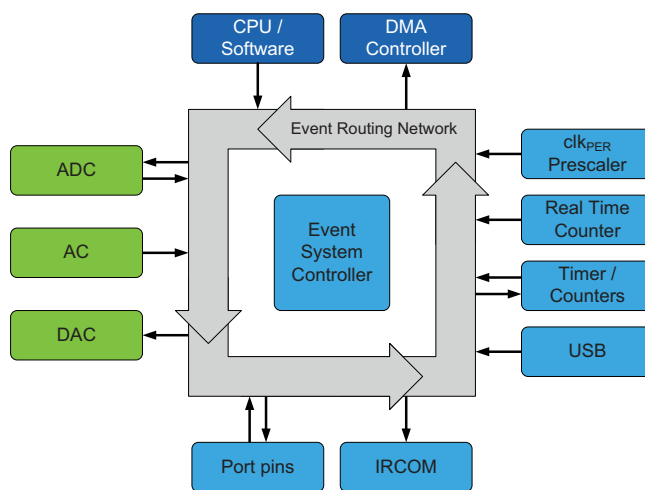 CPU /
Software
DMA
Controller
Event Routing Network
ADC
AC
DAC
Event
System
Controller
clkPER
Prescaler
Real Time
Counter
Timer /
Counters
USB
Port pins
IRCOM